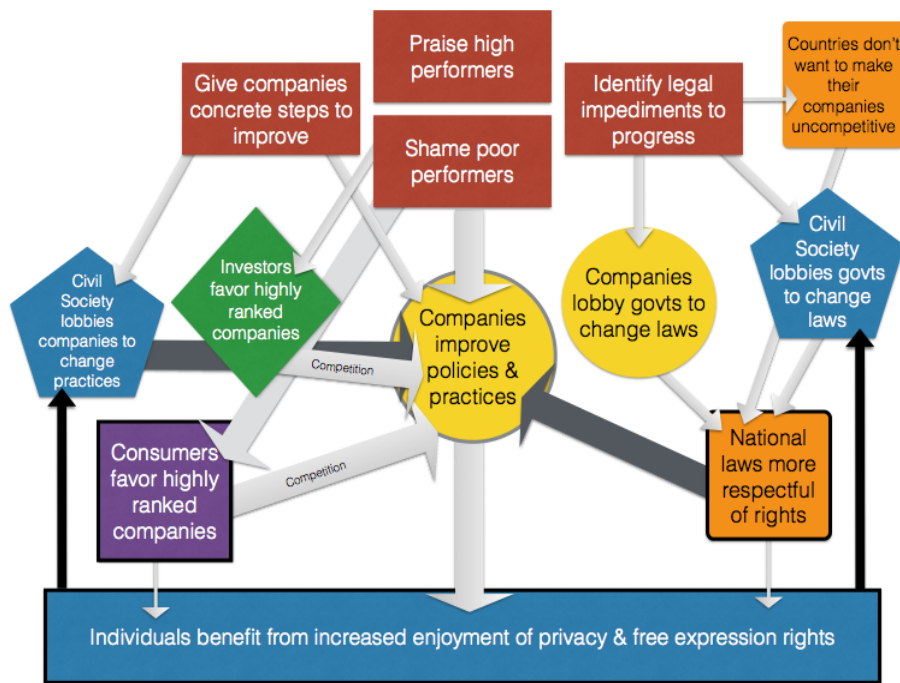 Praise high
performers
Give companies
concrete steps to
improve
Identify legal
impediments to
progress
Countries don't
want to make
their
companies
uncompetitive
Shame poor
performers
Civil
Society
lobbies
companies to
change
practices
Investors
favor highly
ranked
companies
Companies
improve
policies &
practices
Companies
lobby govts to
change laws
Civil
Society
lobbies govts
to change
laws
Competition
Consumers
favor highly
ranked
companies
Competition
National
laws more
respectful
of rights
Individuals benefit from increased enjoyment of privacy & free expression rights